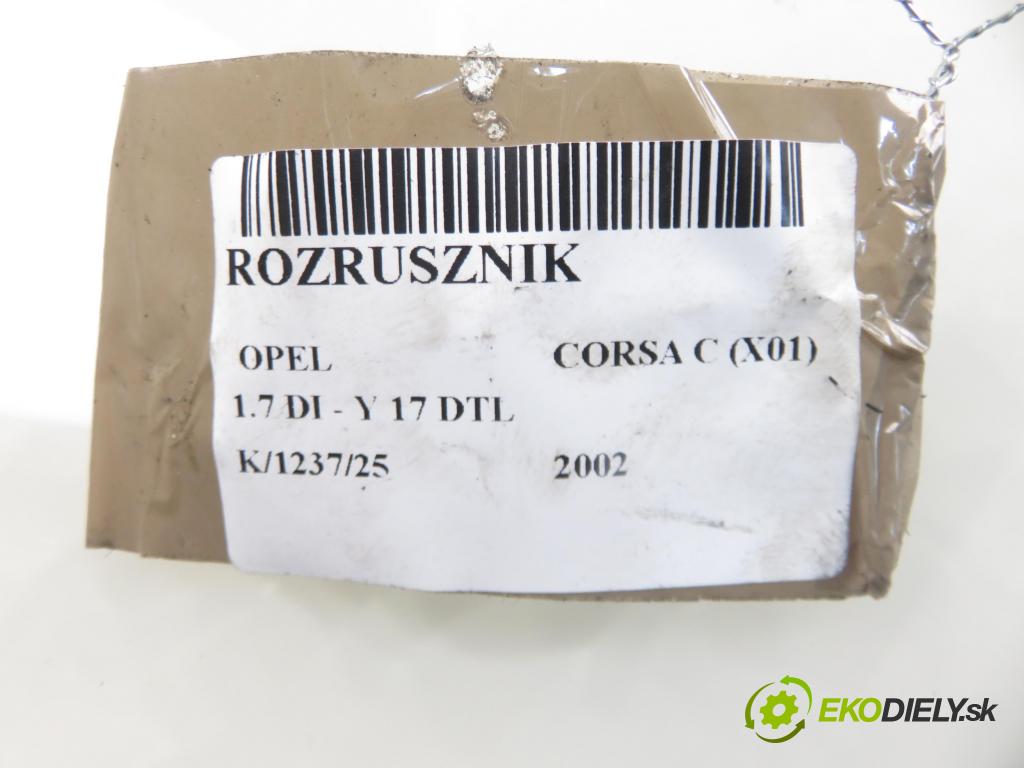 ROZRUSZNIK
OPEL CORSA C (X01)
1.7 DI - Y 17 DTL
K/1237/25 2002
EKODIELY.sk